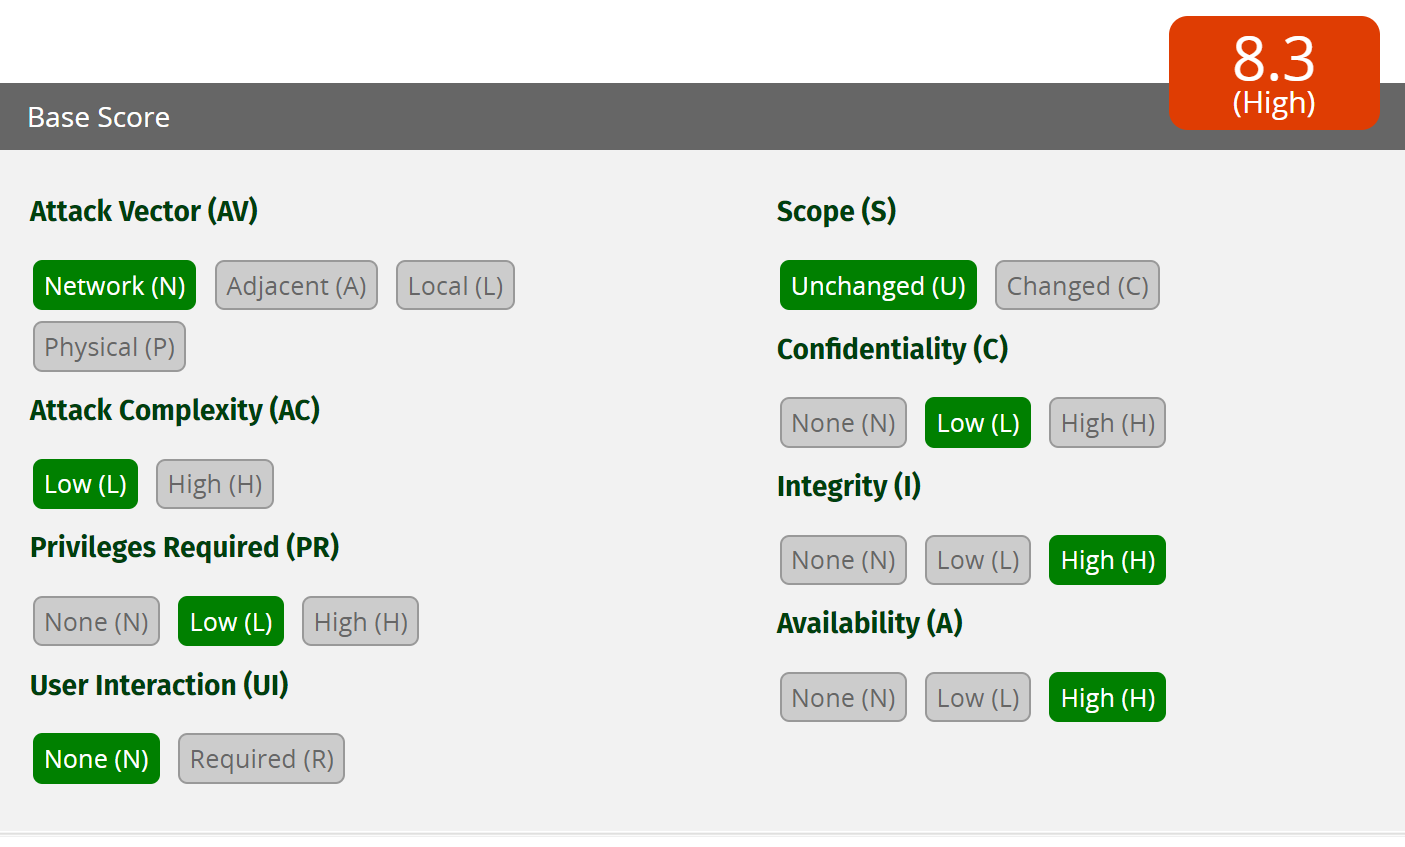 8.3
(High)
Base Score
Attack Vector (AV)
Network (N) Adjacent (A) Local (L)
Physical (P)
Attack Complexity (AC)
Low (L) High (H)
Privileges Required (PR)
None (N) Low (L) High (H)
User Interaction (UI)
None (N) Required (R)
Scope (S)
Unchanged (U) Changed (C)
Confidentiality (C)
None (N) Low (L) High (H)
Integrity (I)
None (N) Low (L) High (H)
Availability (A)
None (N) Low (L) High (H)